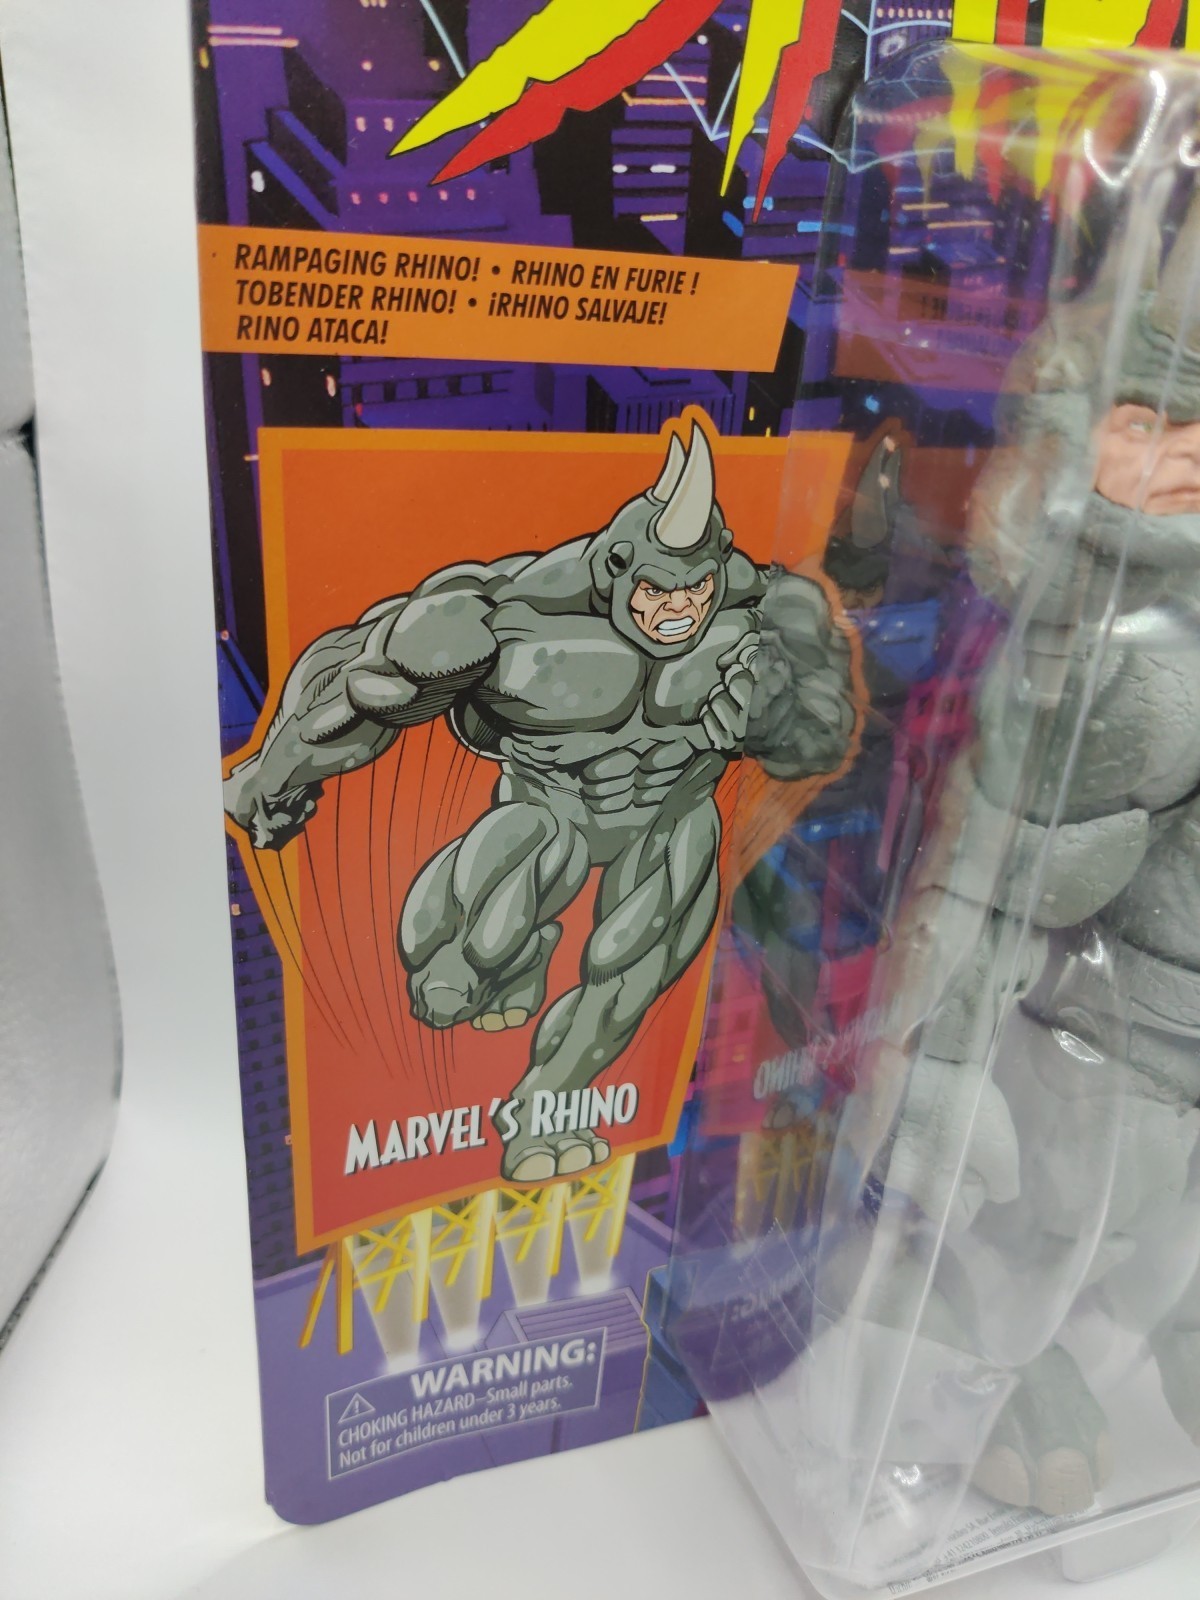 RAMPAGING RHINO! • RHINO EN FURIE !
TOBENDER RHINO! • ¡RHINO SALVAJE!
RINO ATACA!
MARVEL'S RHINO
⚠ WARNING:
CHOKING HAZARD–Small parts.
Not for children under 3 years.